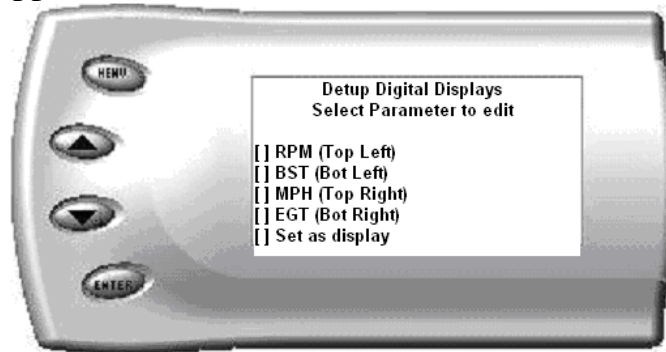 MENU
Detup Digital Displays
Select Parameter to edit
[ ] RPM (Top Left)
[ ] BST (Bot Left)
[ ] MPH (Top Right)
[ ] EGT (Bot Right)
[ ] Set as display
ENTER